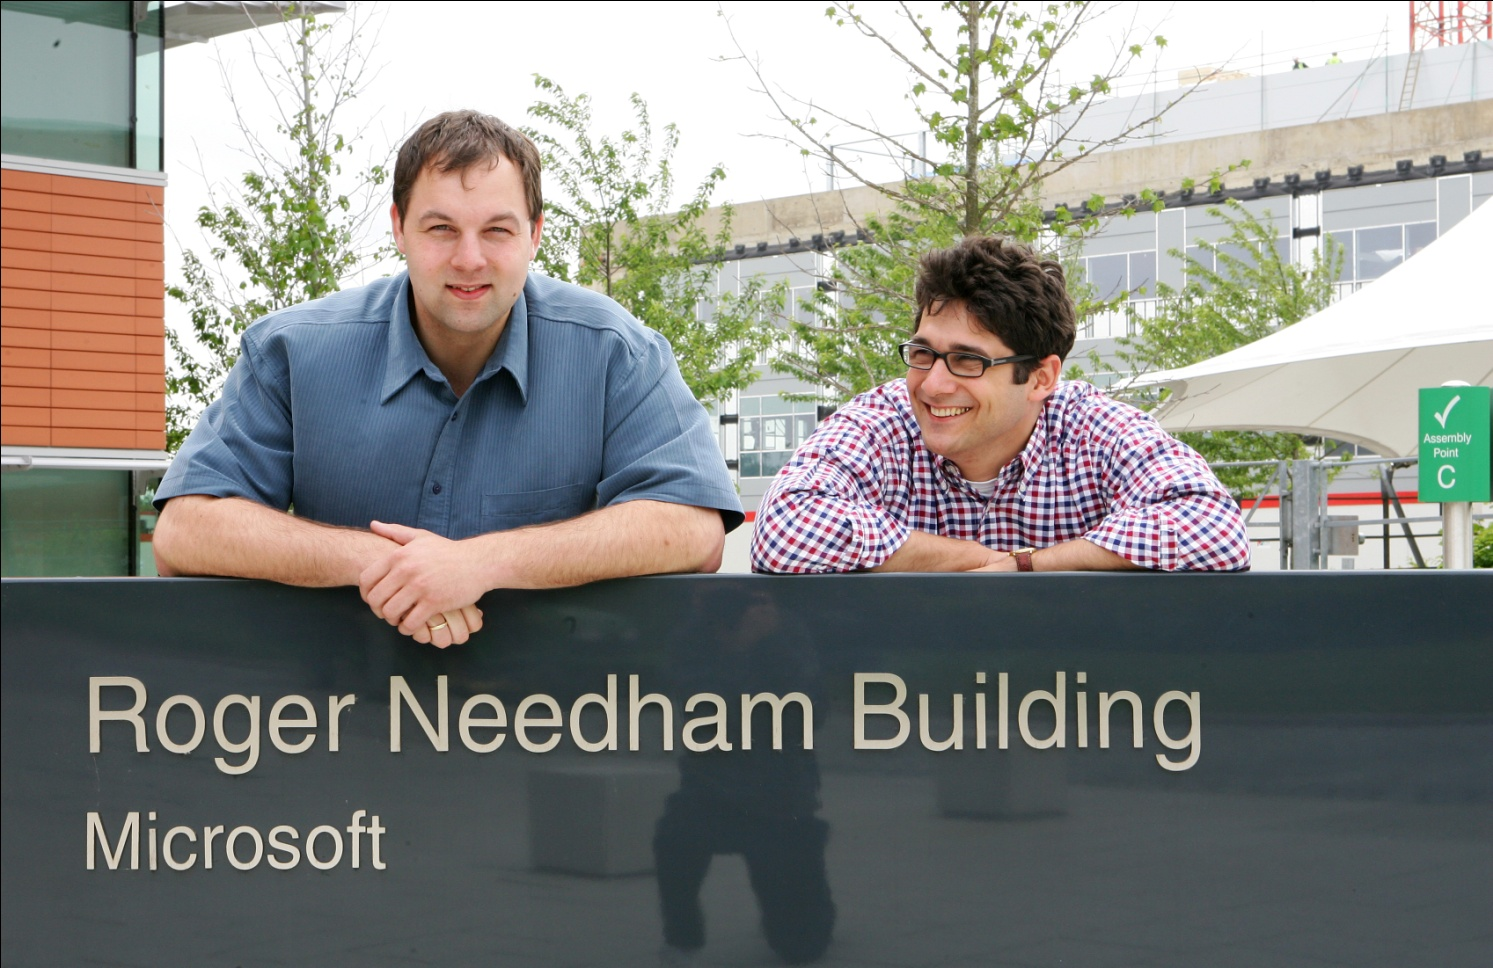 Roger Needham Building
Microsoft
Assembly
Point
C